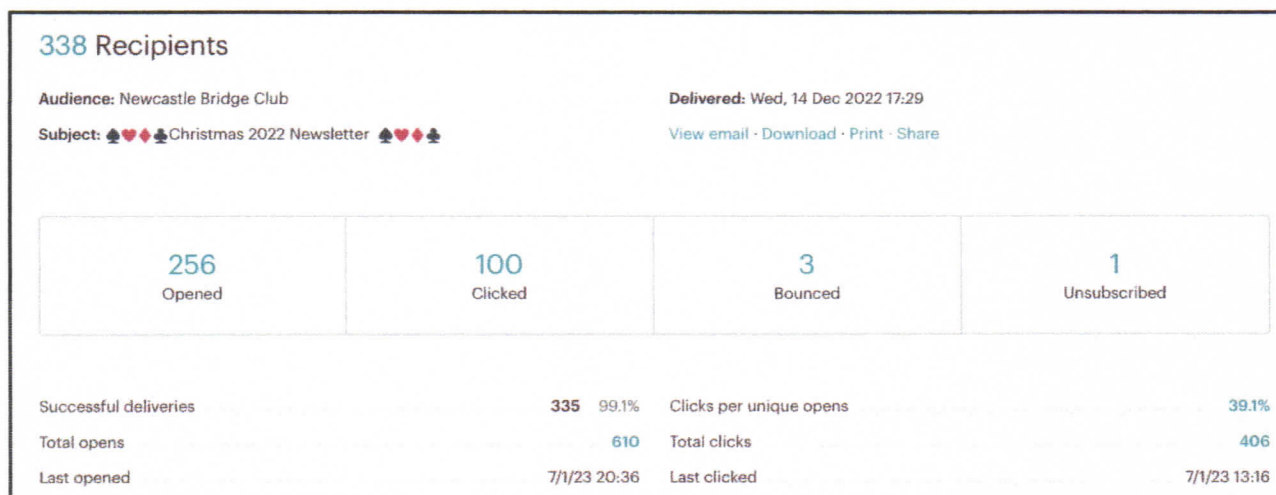 338 Recipients
Audience: Newcastle Bridge Club
Delivered: Wed, 14 Dec 2022 17:29
Subject: ♠♥♦♣Christmas 2022 Newsletter ♠♥♦♣
View email · Download · Print · Share
256
Opened
100
Clicked
3
Bounced
1
Unsubscribed
Successful deliveries 335 99.1%
Clicks per unique opens 39.1%
Total opens 610
Total clicks 406
Last opened 7/1/23 20:36
Last clicked 7/1/23 13:16